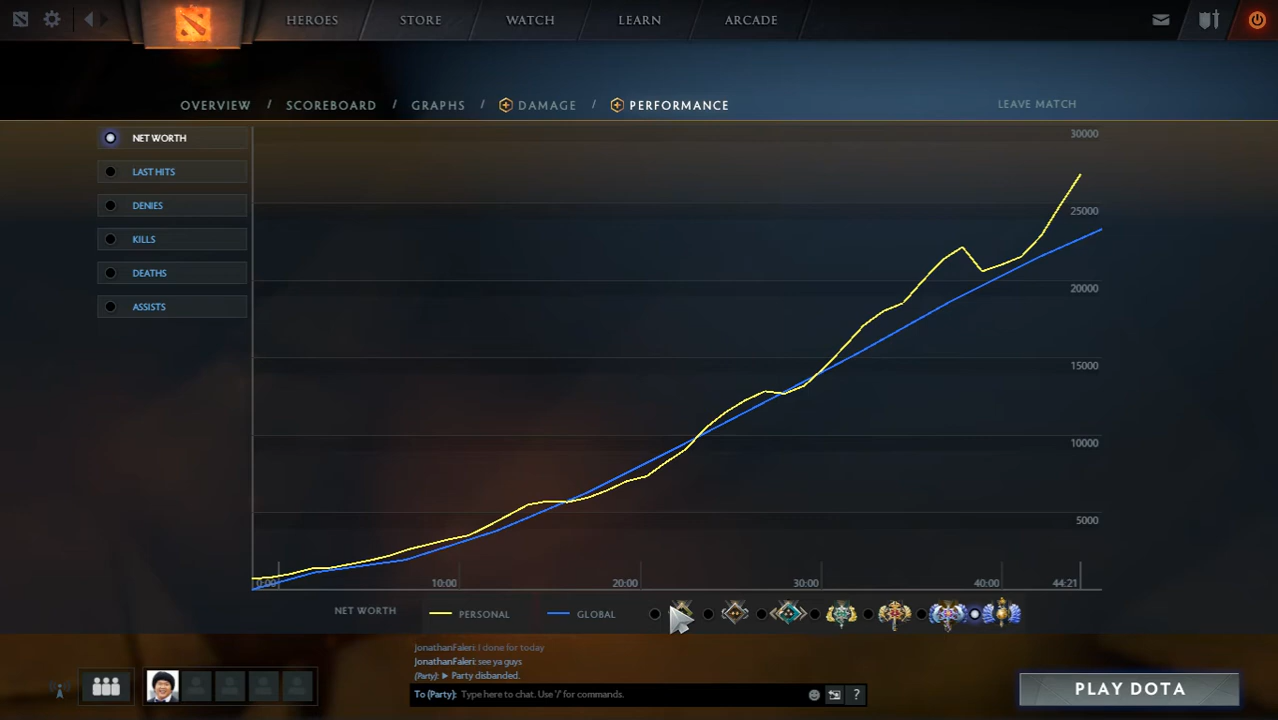 HEROES STORE WATCH LEARN ARCADE
OVERVIEW / SCOREBOARD / GRAPHS / DAMAGE / PERFORMANCE LEAVE MATCH
NET WORTH
LAST HITS
DENIES
KILLS
DEATHS
ASSISTS
30000
25000
20000
15000
10000
5000
0:00 10:00 20:00 30:00 40:00 44:21
NET WORTH PERSONAL GLOBAL
JonathanFaleri: I done for today
JonathanFaleri: see ya guys
(Party): ▶ Party disbanded.
To (Party): Type here to chat. Use '/' for commands. ?
PLAY DOTA